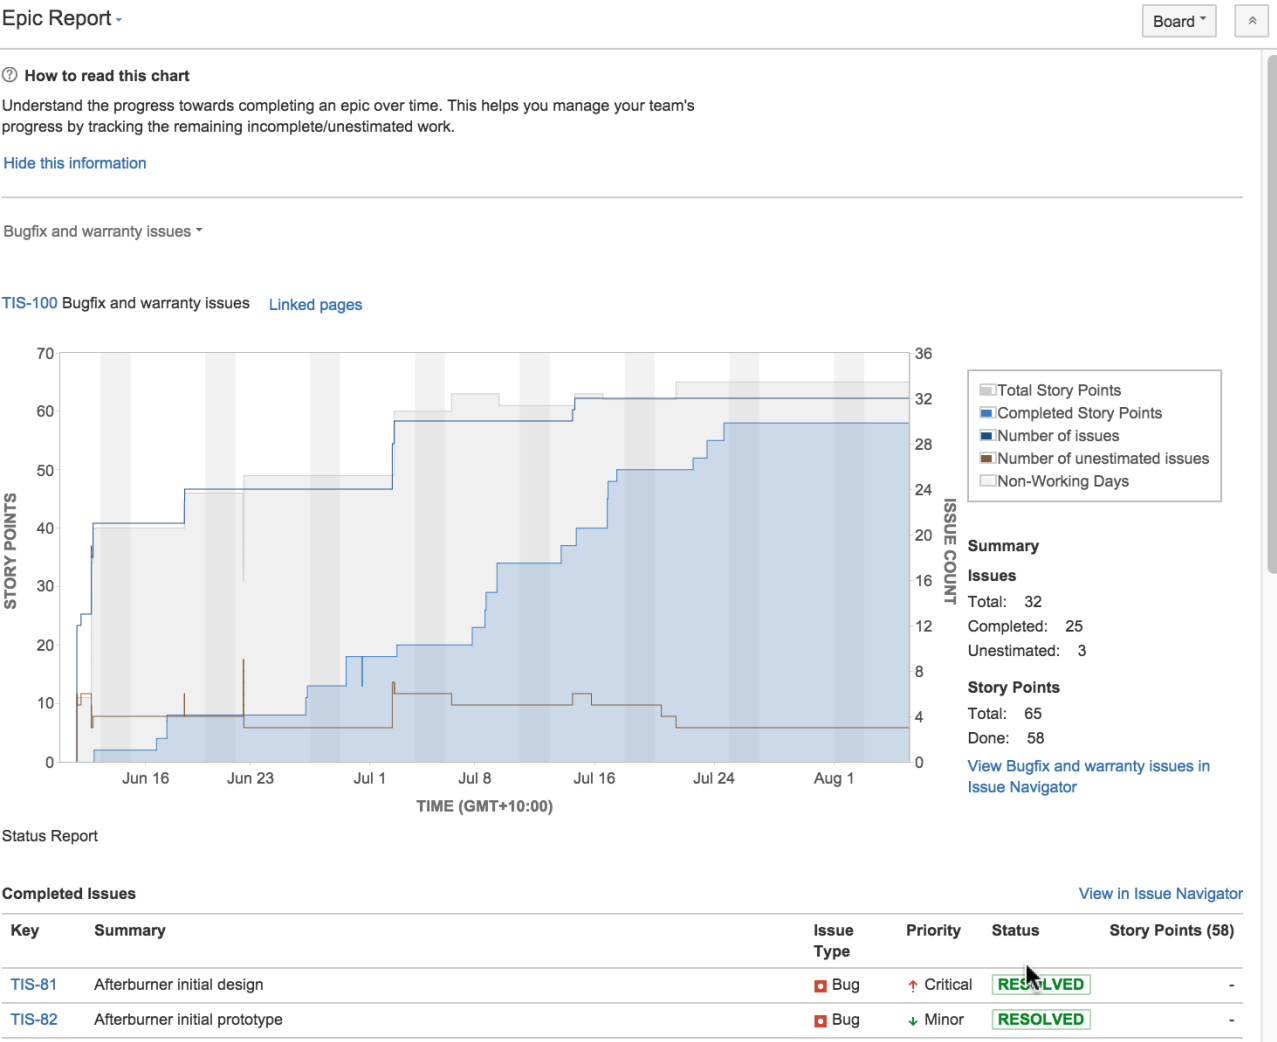 Epic Report
Board
How to read this chart
Understand the progress towards completing an epic over time. This helps you manage your team's
progress by tracking the remaining incomplete/unestimated work.
Hide this information
Bugfix and warranty issues
TIS-100 Bugfix and warranty issues Linked pages
70
60
50
40
30
20
10
0
STORY POINTS
36
32
28
24
20
16
12
8
4
0
ISSUE COUNT
Jun 16 Jun 23 Jul 1 Jul 8 Jul 16 Jul 24 Aug 1
TIME (GMT+10:00)
Total Story Points
Completed Story Points
Number of issues
Number of unestimated issues
Non-Working Days
Summary
Issues
Total: 32
Completed: 25
Unestimated: 3
Story Points
Total: 65
Done: 58
View Bugfix and warranty issues in
Issue Navigator
Status Report
Completed Issues View in Issue Navigator
Key Summary Issue Type Priority Status Story Points (58)
TIS-81 Afterburner initial design Bug Critical RESOLVED -
TIS-82 Afterburner initial prototype Bug Minor RESOLVED -